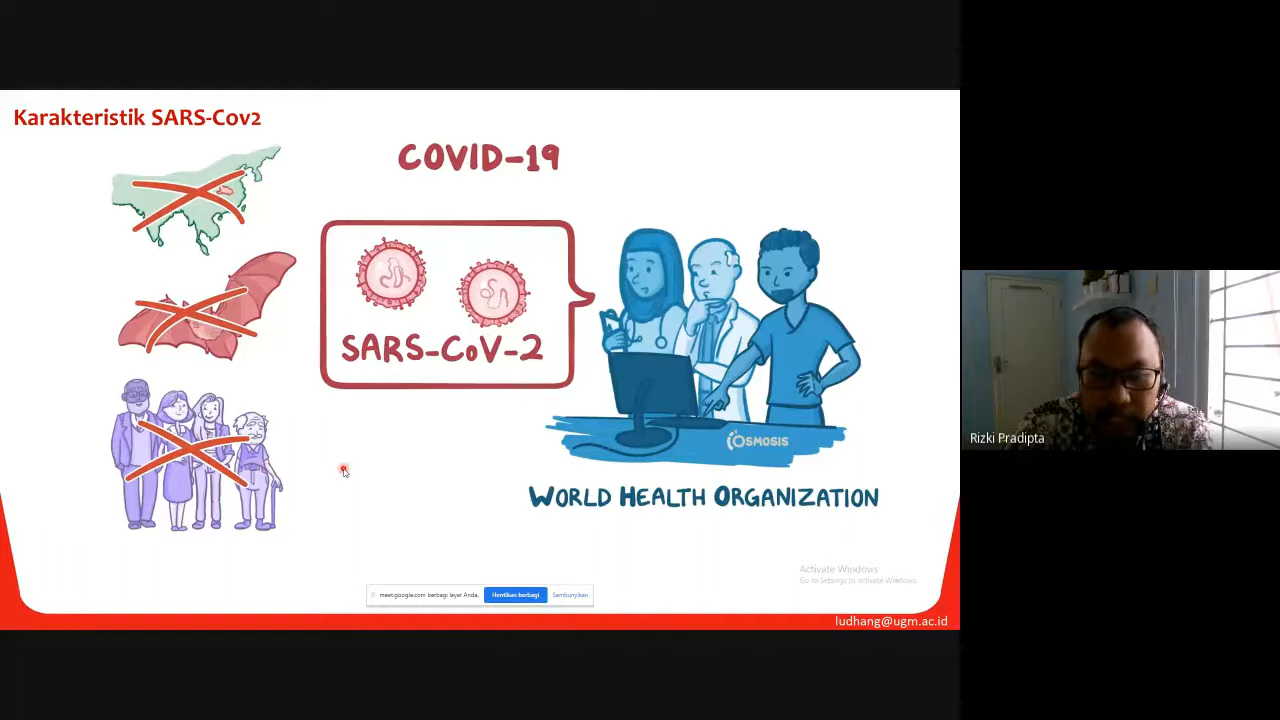 Karakteristik SARS-Cov2
COVID-19
SARS-CoV-2
OSMOSIS
WORLD HEALTH ORGANIZATION
Rizki Pradipta
Activate Windows
Go to Settings to activate Windows.
meet.google.com berbagi layar Anda.
Hentikan berbagi
Sembunyikan
ludhang@ugm.ac.id